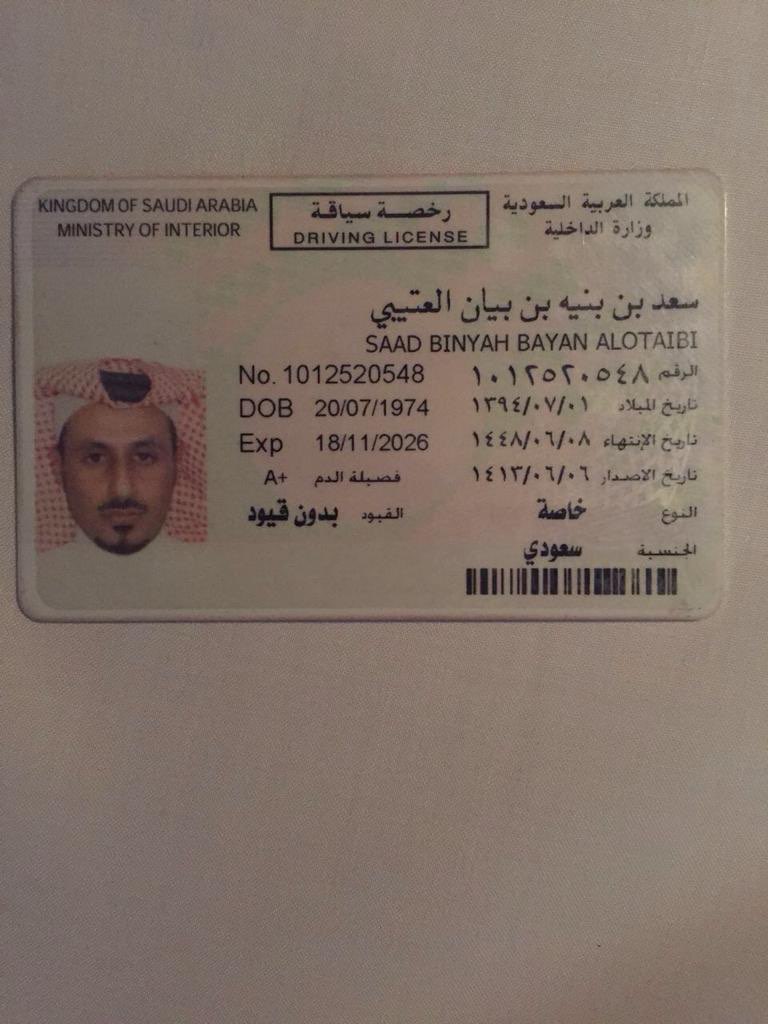 KINGDOM OF SAUDI ARABIA
MINISTRY OF INTERIOR
رخصة سياقة
DRIVING LICENSE
المملكة العربية السعودية
وزارة الداخلية
سعد بن بنيه بن بيان العتيبي
SAAD BINYAH BAYAN ALOTAIBI
No. 1012520548 الرقم ١٠١٢٥٢٠٥٤٨
DOB 20/07/1974 تاريخ الميلاد ١٣٩٤/٠٧/٠١
Exp 18/11/2026 تاريخ الإنتهاء ١٤٤٨/٠٦/٠٨
فصيلة الدم A+ تاريخ الاصدار ١٤١٣/٠٦/٠٦
القيود بدون قيود النوع خاصة
الجنسية سعودي